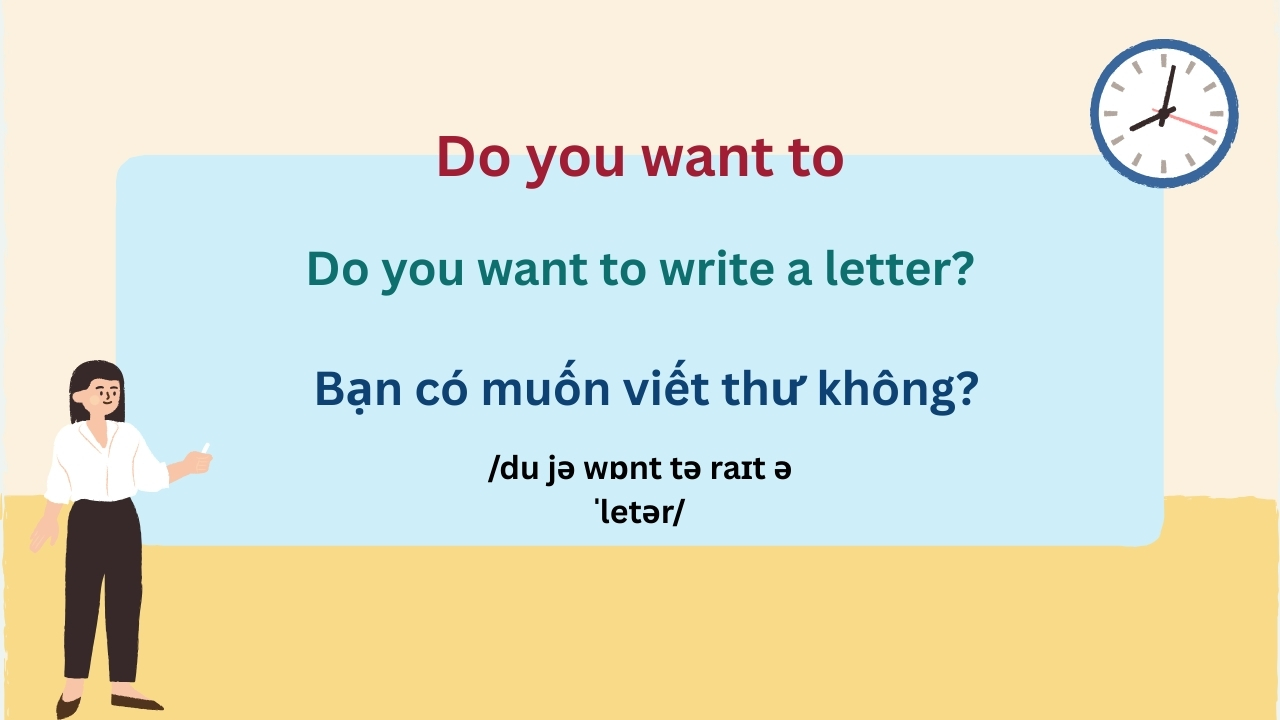 Do you want to
Do you want to write a letter?
Bạn có muốn viết thư không?
/du jə wɒnt tə raɪt ə
ˈletər/